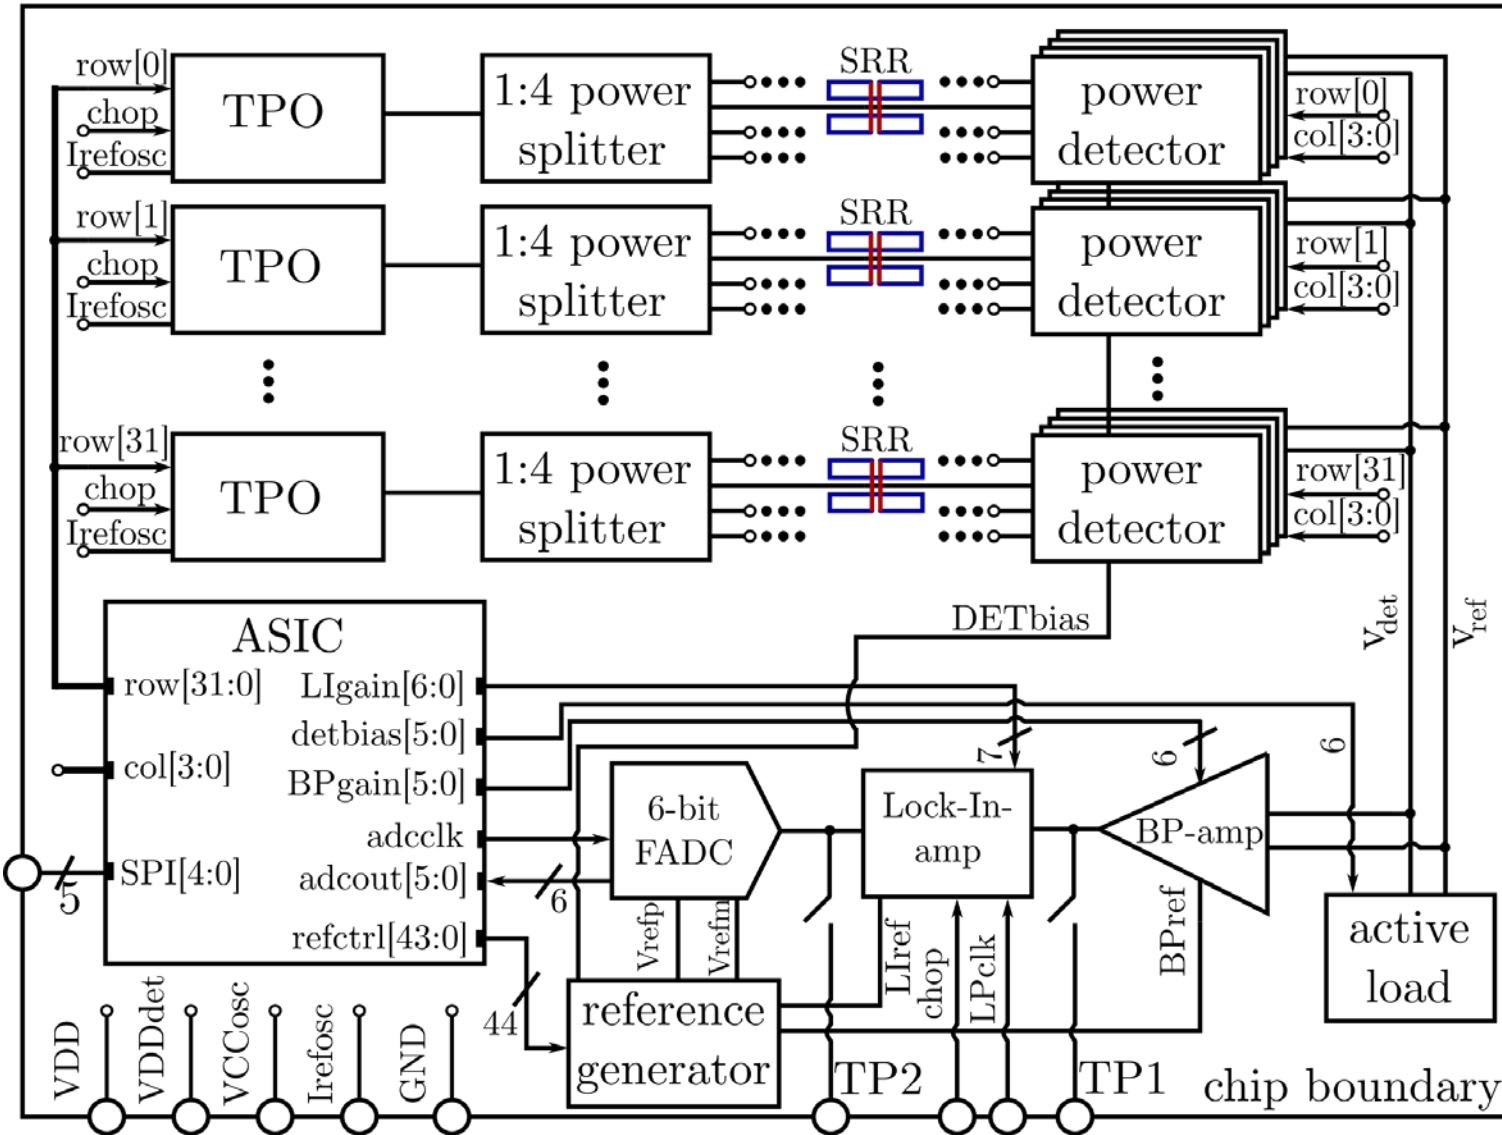 row[0]
chop
Irefosc
TPO
1:4 power
splitter
SRR
power
detector
row[0]
col[3:0]
row[1]
chop
Irefosc
TPO
1:4 power
splitter
SRR
power
detector
row[1]
col[3:0]
row[31]
chop
Irefosc
TPO
1:4 power
splitter
SRR
power
detector
row[31]
col[3:0]
DETbias
Vdet
Vref
ASIC
row[31:0]
col[3:0]
SPI[4:0]
5
LIgain[6:0]
detbias[5:0]
BPgain[5:0]
adcclk
adcout[5:0]
refctrl[43:0]
6
44
6-bit
FADC
Vrefp
Vrefm
reference
generator
7
Lock-In-
amp
LIref
chop
LPclk
6
BP-amp
BPref
6
active
load
VDD
VDDdet
VCCosc
Irefosc
GND
TP2
TP1
chip boundary